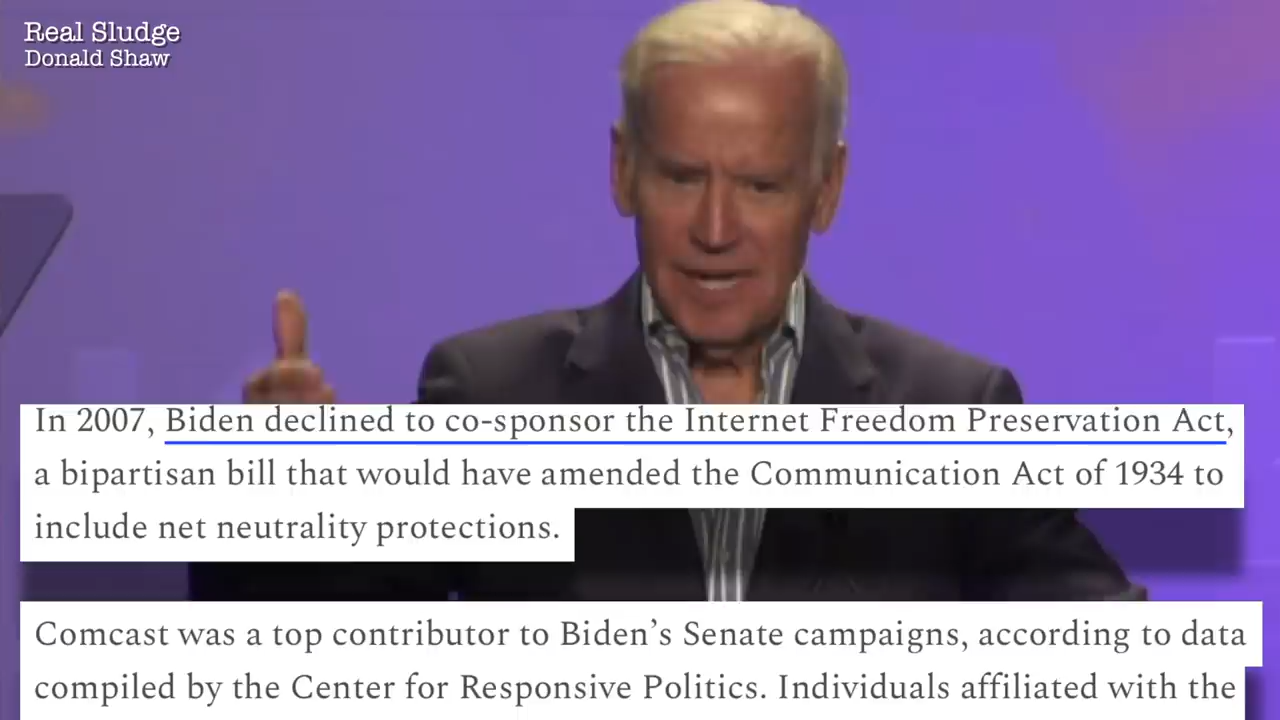 Real Sludge
Donald Shaw
In 2007, Biden declined to co-sponsor the Internet Freedom Preservation Act,
a bipartisan bill that would have amended the Communication Act of 1934 to
include net neutrality protections.
Comcast was a top contributor to Biden’s Senate campaigns, according to data
compiled by the Center for Responsive Politics. Individuals affiliated with the